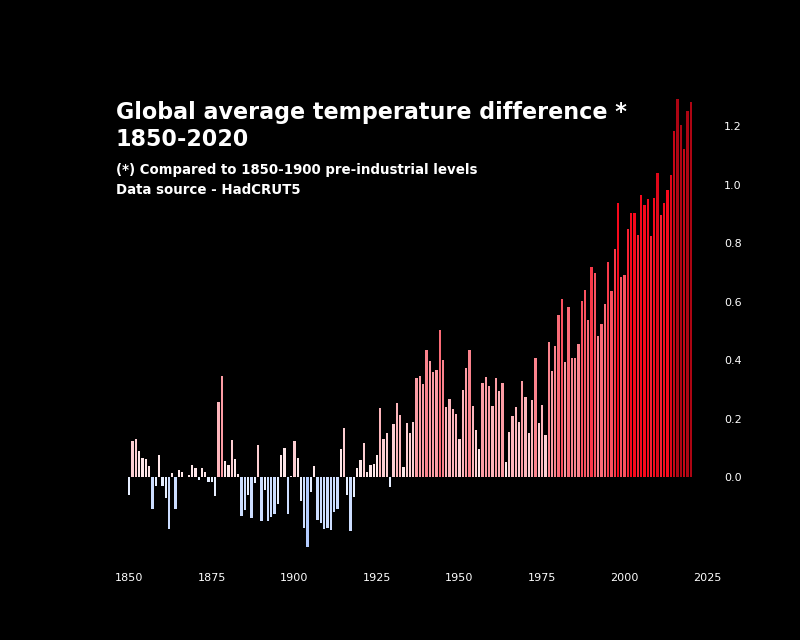 Global average temperature difference *
1850-2020
(*) Compared to 1850-1900 pre-industrial levels
Data source - HadCRUT5
1.2
1.0
0.8
0.6
0.4
0.2
0.0
1850 1875 1900 1925 1950 1975 2000 2025